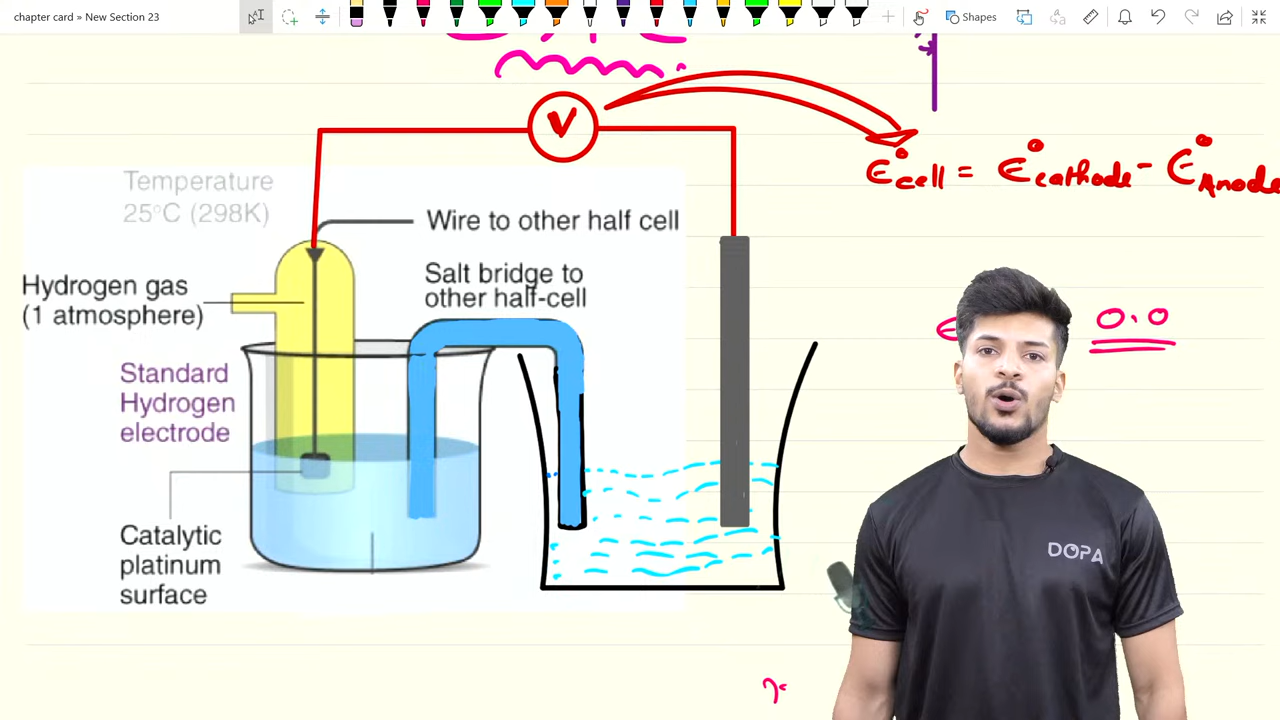 chapter card » New Section 23
Shapes
V
E°cell = E°cathode - E°Anode
Temperature
25°C (298K)
Wire to other half cell
Salt bridge to
other half-cell
Hydrogen gas
(1 atmosphere)
0.0
Standard
Hydrogen
electrode
Catalytic
platinum
surface
DOPA